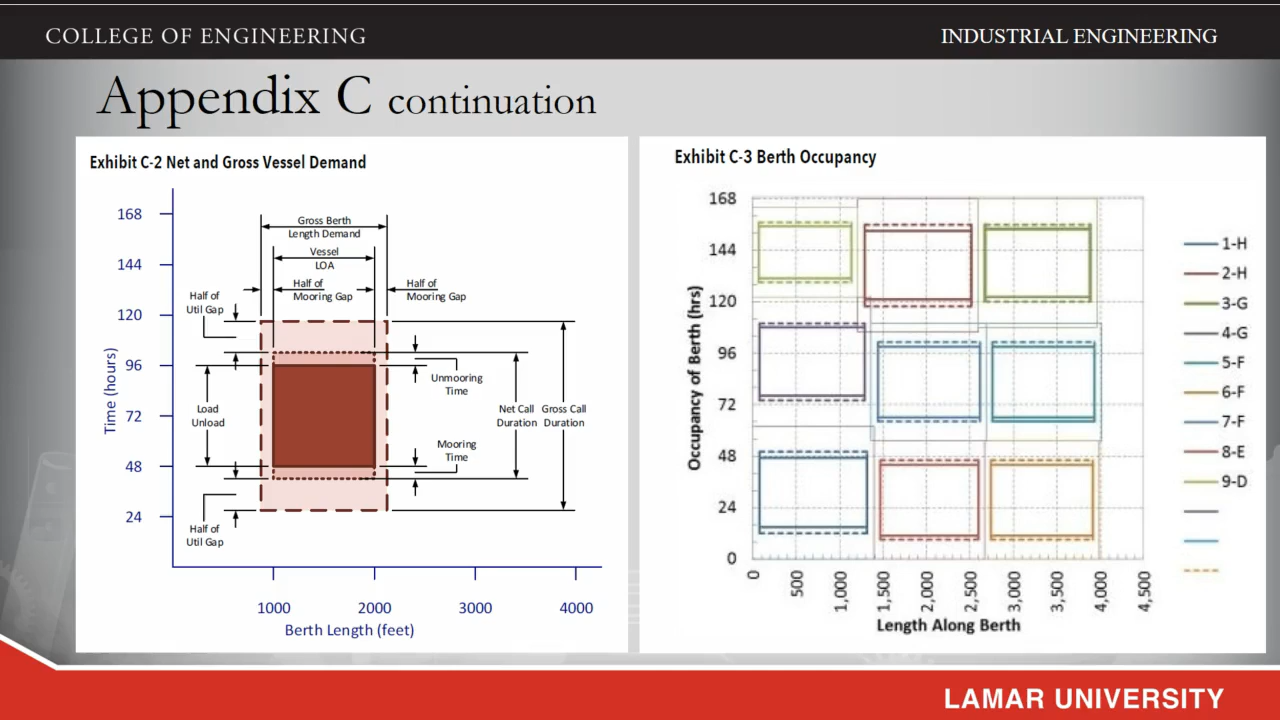 COLLEGE OF ENGINEERING
INDUSTRIAL ENGINEERING
Appendix C continuation
Exhibit C-2 Net and Gross Vessel Demand
168
144
120
96
72
48
24
Time (hours)
Gross Berth
Length Demand
Vessel
LOA
Half of
Mooring Gap
Half of
Mooring Gap
Half of
Util Gap
Unmooring
Time
Load
Unload
Net Call
Duration
Gross Call
Duration
Mooring
Time
Half of
Util Gap
1000
2000
3000
4000
Berth Length (feet)
Exhibit C-3 Berth Occupancy
168
144
120
96
72
48
24
0
Occupancy of Berth (hrs)
0
500
1,000
1,500
2,000
2,500
3,000
3,500
4,000
4,500
Length Along Berth
1-H
2-H
3-G
4-G
5-F
6-F
7-F
8-E
9-D
LAMAR UNIVERSITY